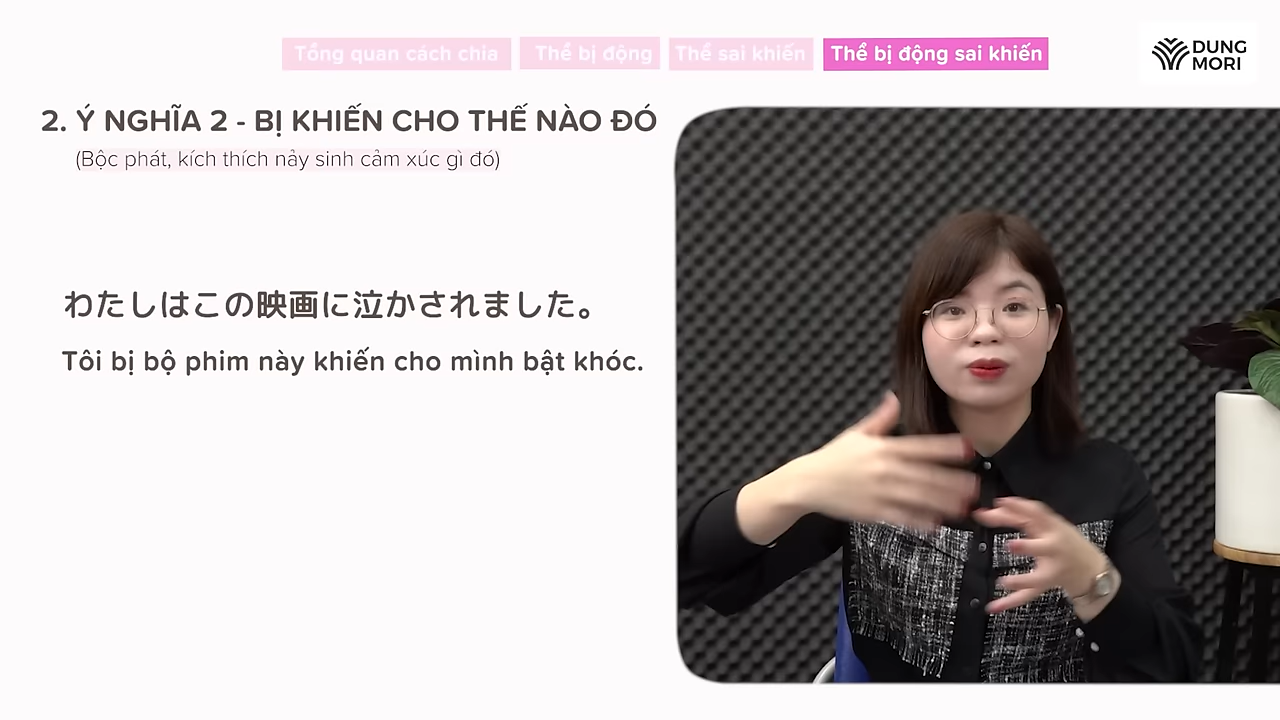 Tổng quan cách chia
Thể bị động
Thể sai khiến
Thể bị động sai khiến
DUNG
MORI
2. Ý NGHĨA 2 - BỊ KHIẾN CHO THẾ NÀO ĐÓ
(Bộc phát, kích thích nảy sinh cảm xúc gì đó)
わたしはこの映画に泣かされました。
Tôi bị bộ phim này khiến cho mình bật khóc.